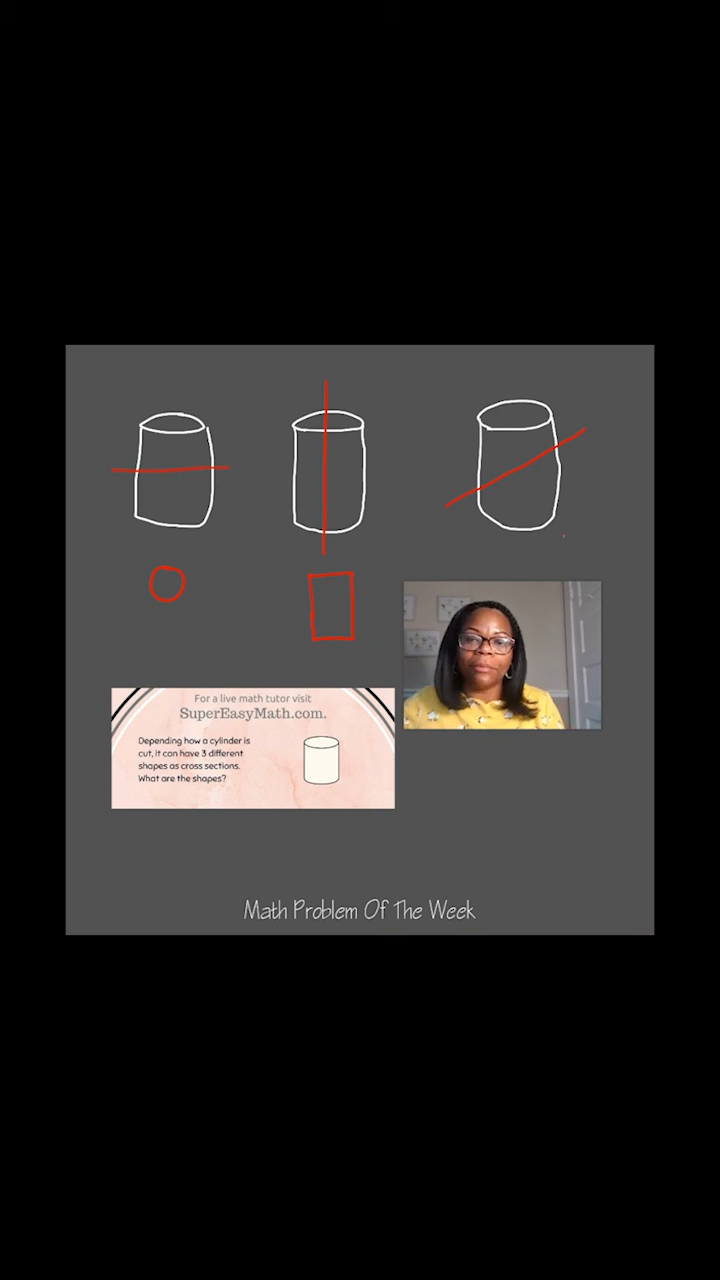 For a live math tutor visit
SuperEasyMath.com.
Depending how a cylinder is
cut, it can have 3 different
shapes as cross sections.
What are the shapes?
Math Problem Of The Week